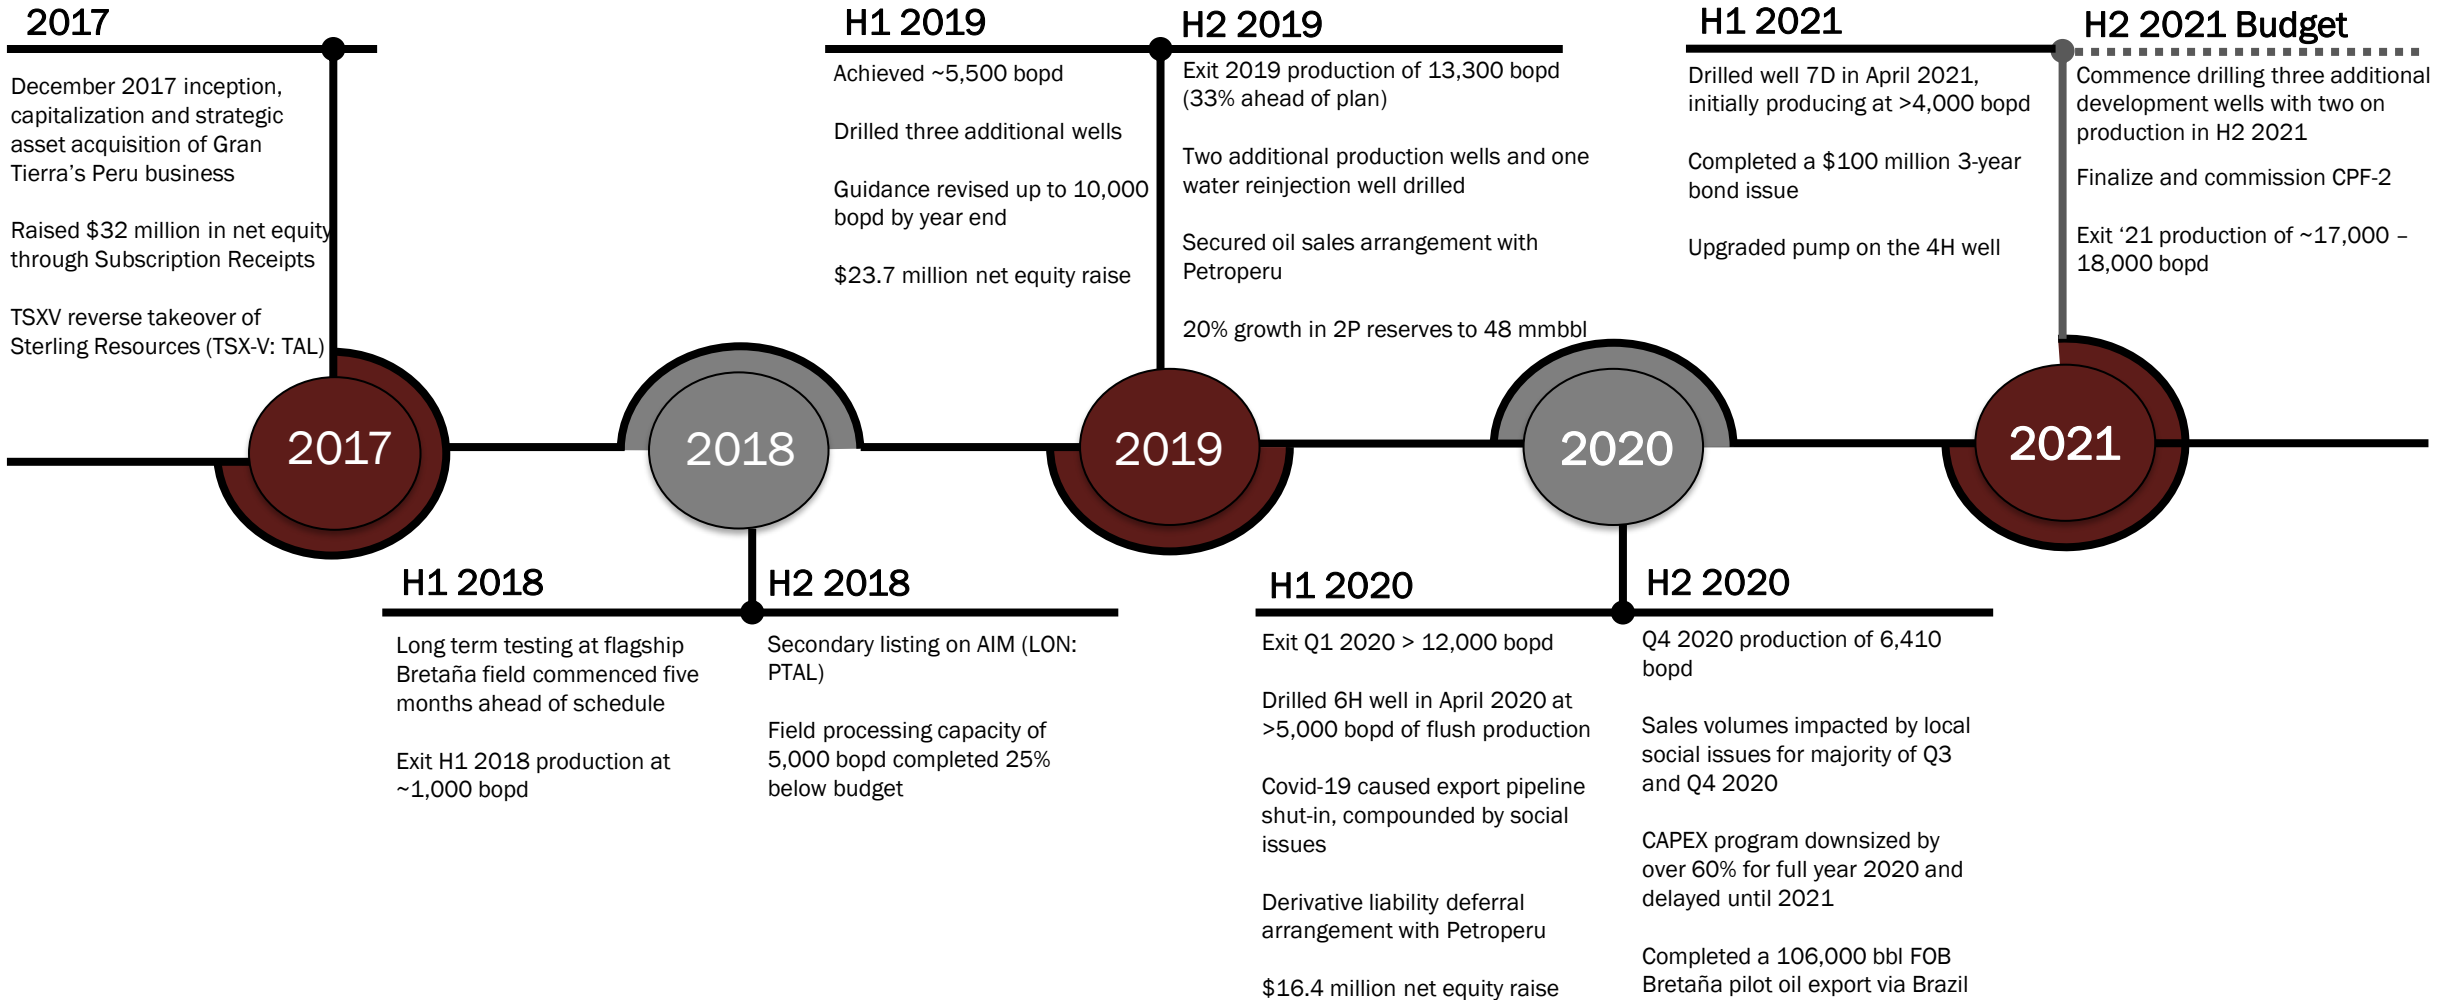 2017
December 2017 inception,
capitalization and strategic
asset acquisition of Gran
Tierra’s Peru business
Raised $32 million in net equity
through Subscription Receipts
TSXV reverse takeover of
Sterling Resources (TSX-V: TAL)
H1 2019
Achieved ~5,500 bopd
Drilled three additional wells
Guidance revised up to 10,000
bopd by year end
$23.7 million net equity raise
H2 2019
Exit 2019 production of 13,300 bopd
(33% ahead of plan)
Two additional production wells and one
water reinjection well drilled
Secured oil sales arrangement with
Petroperu
20% growth in 2P reserves to 48 mmbbl
H1 2021
Drilled well 7D in April 2021,
initially producing at >4,000 bopd
Completed a $100 million 3-year
bond issue
Upgraded pump on the 4H well
H2 2021 Budget
Commence drilling three additional
development wells with two on
production in H2 2021
Finalize and commission CPF-2
Exit ‘21 production of ~17,000 –
18,000 bopd
2017
2018
2019
2020
2021
H1 2018
Long term testing at flagship
Bretaña field commenced five
months ahead of schedule
Exit H1 2018 production at
~1,000 bopd
H2 2018
Secondary listing on AIM (LON:
PTAL)
Field processing capacity of
5,000 bopd completed 25%
below budget
H1 2020
Exit Q1 2020 > 12,000 bopd
Drilled 6H well in April 2020 at
>5,000 bopd of flush production
Covid-19 caused export pipeline
shut-in, compounded by social
issues
Derivative liability deferral
arrangement with Petroperu
$16.4 million net equity raise
H2 2020
Q4 2020 production of 6,410
bopd
Sales volumes impacted by local
social issues for majority of Q3
and Q4 2020
CAPEX program downsized by
over 60% for full year 2020 and
delayed until 2021
Completed a 106,000 bbl FOB
Bretaña pilot oil export via Brazil